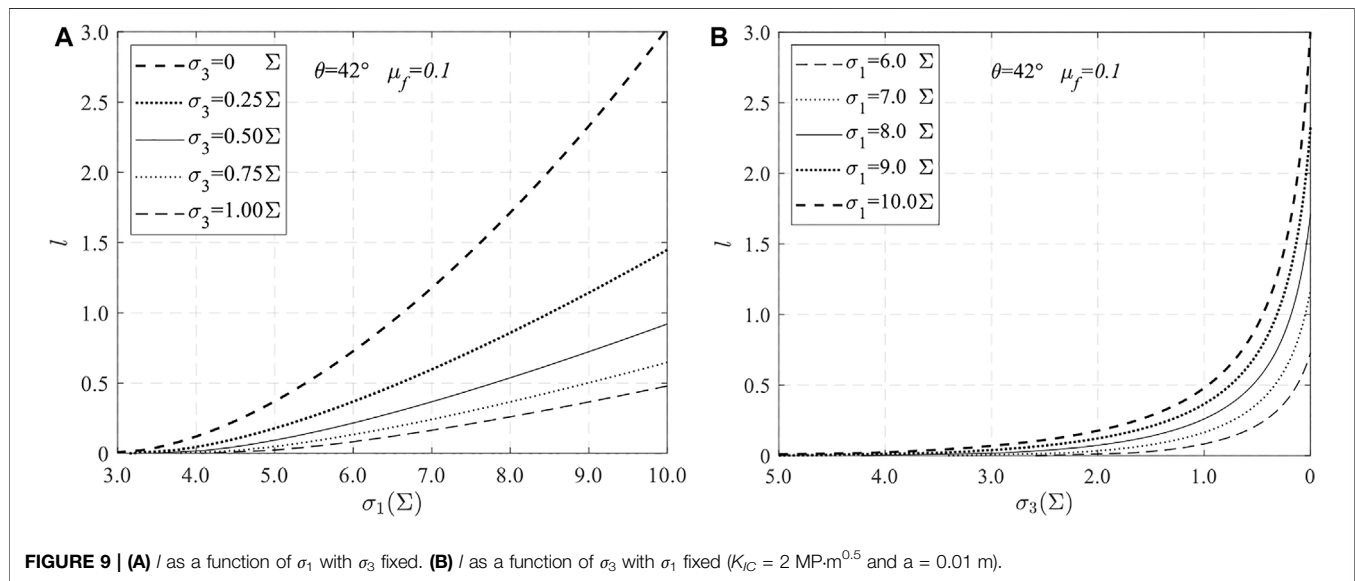 A
3.0
2.5
2.0
1.5
1.0
0.5
0
l
σ₃=0 Σ
σ₃=0.25Σ
σ₃=0.50Σ
σ₃=0.75Σ
σ₃=1.00Σ
θ=42° μ_f=0.1
3.0 4.0 5.0 6.0 7.0 8.0 9.0 10.0
σ₁(Σ)
B
3.0
2.5
2.0
1.5
1.0
0.5
0
l
σ₁=6.0 Σ
σ₁=7.0 Σ
σ₁=8.0 Σ
σ₁=9.0 Σ
σ₁=10.0Σ
θ=42° μ_f=0.1
5.0 4.0 3.0 2.0 1.0 0
σ₃(Σ)
FIGURE 9 | (A) l as a function of σ₁ with σ₃ fixed. (B) l as a function of σ₃ with σ₁ fixed (K_IC = 2 MP·m^0.5 and a = 0.01 m).